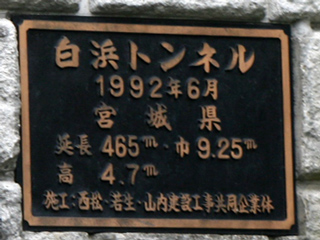 白浜トンネル
1992年6月
宮城県
延長 465m・巾9.25m
高 4.7m
施工:西松・若生・山内建設工事共同企業体